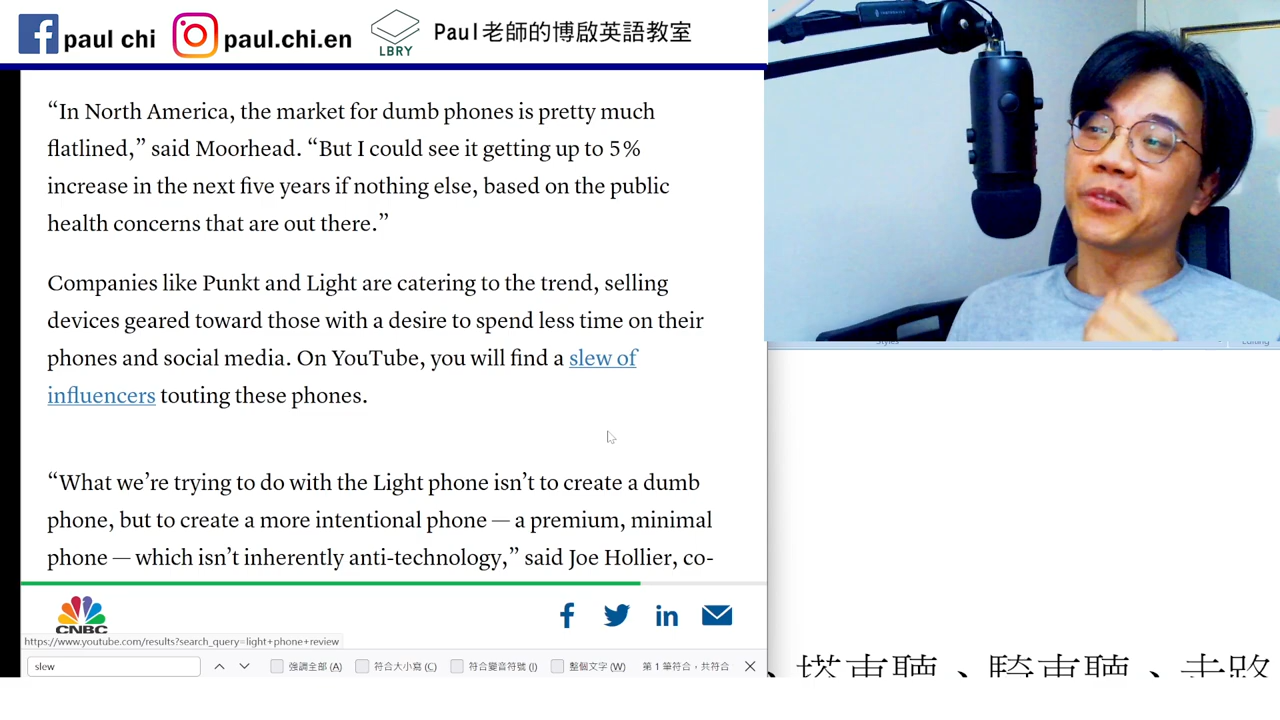 paul chi
paul.chi.en
LBRY
Paul老師的博啟英語教室
“In North America, the market for dumb phones is pretty much
flatlined,” said Moorhead. “But I could see it getting up to 5%
increase in the next five years if nothing else, based on the public
health concerns that are out there.”
Companies like Punkt and Light are catering to the trend, selling
devices geared toward those with a desire to spend less time on their
phones and social media. On YouTube, you will find a slew of
influencers touting these phones.
“What we’re trying to do with the Light phone isn’t to create a dumb
phone, but to create a more intentional phone — a premium, minimal
phone — which isn’t inherently anti-technology,” said Joe Hollier, co-
CNBC
https://www.youtube.com/results?search_query=light+phone+review
slew
強調全部 (A)
符合大小寫 (C)
符合變音符號 (I)
整個文字 (W)
第 1 筆符合，共符合
、搭車聽、騎車聽、走路